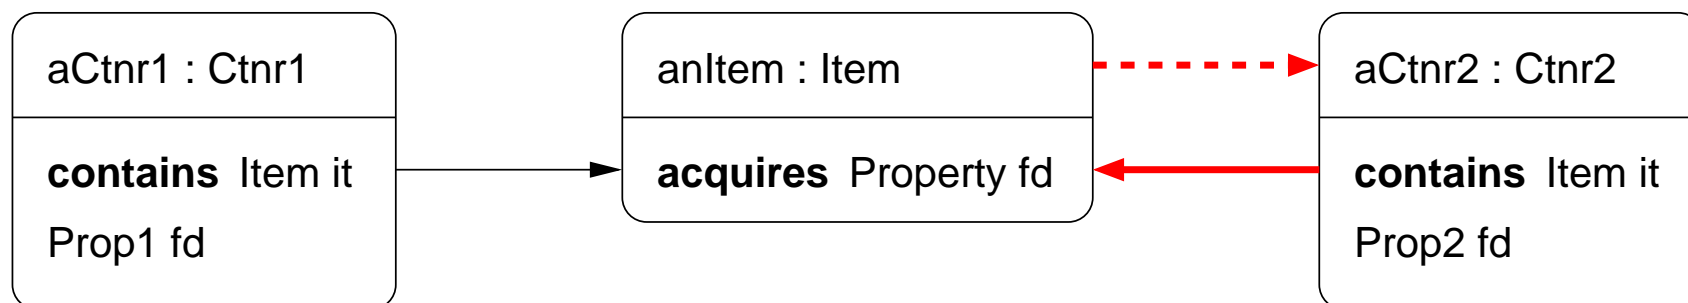 aCtnr1 : Ctnr1
contains Item it
Prop1 fd
anItem : Item
acquires Property fd
aCtnr2 : Ctnr2
contains Item it
Prop2 fd